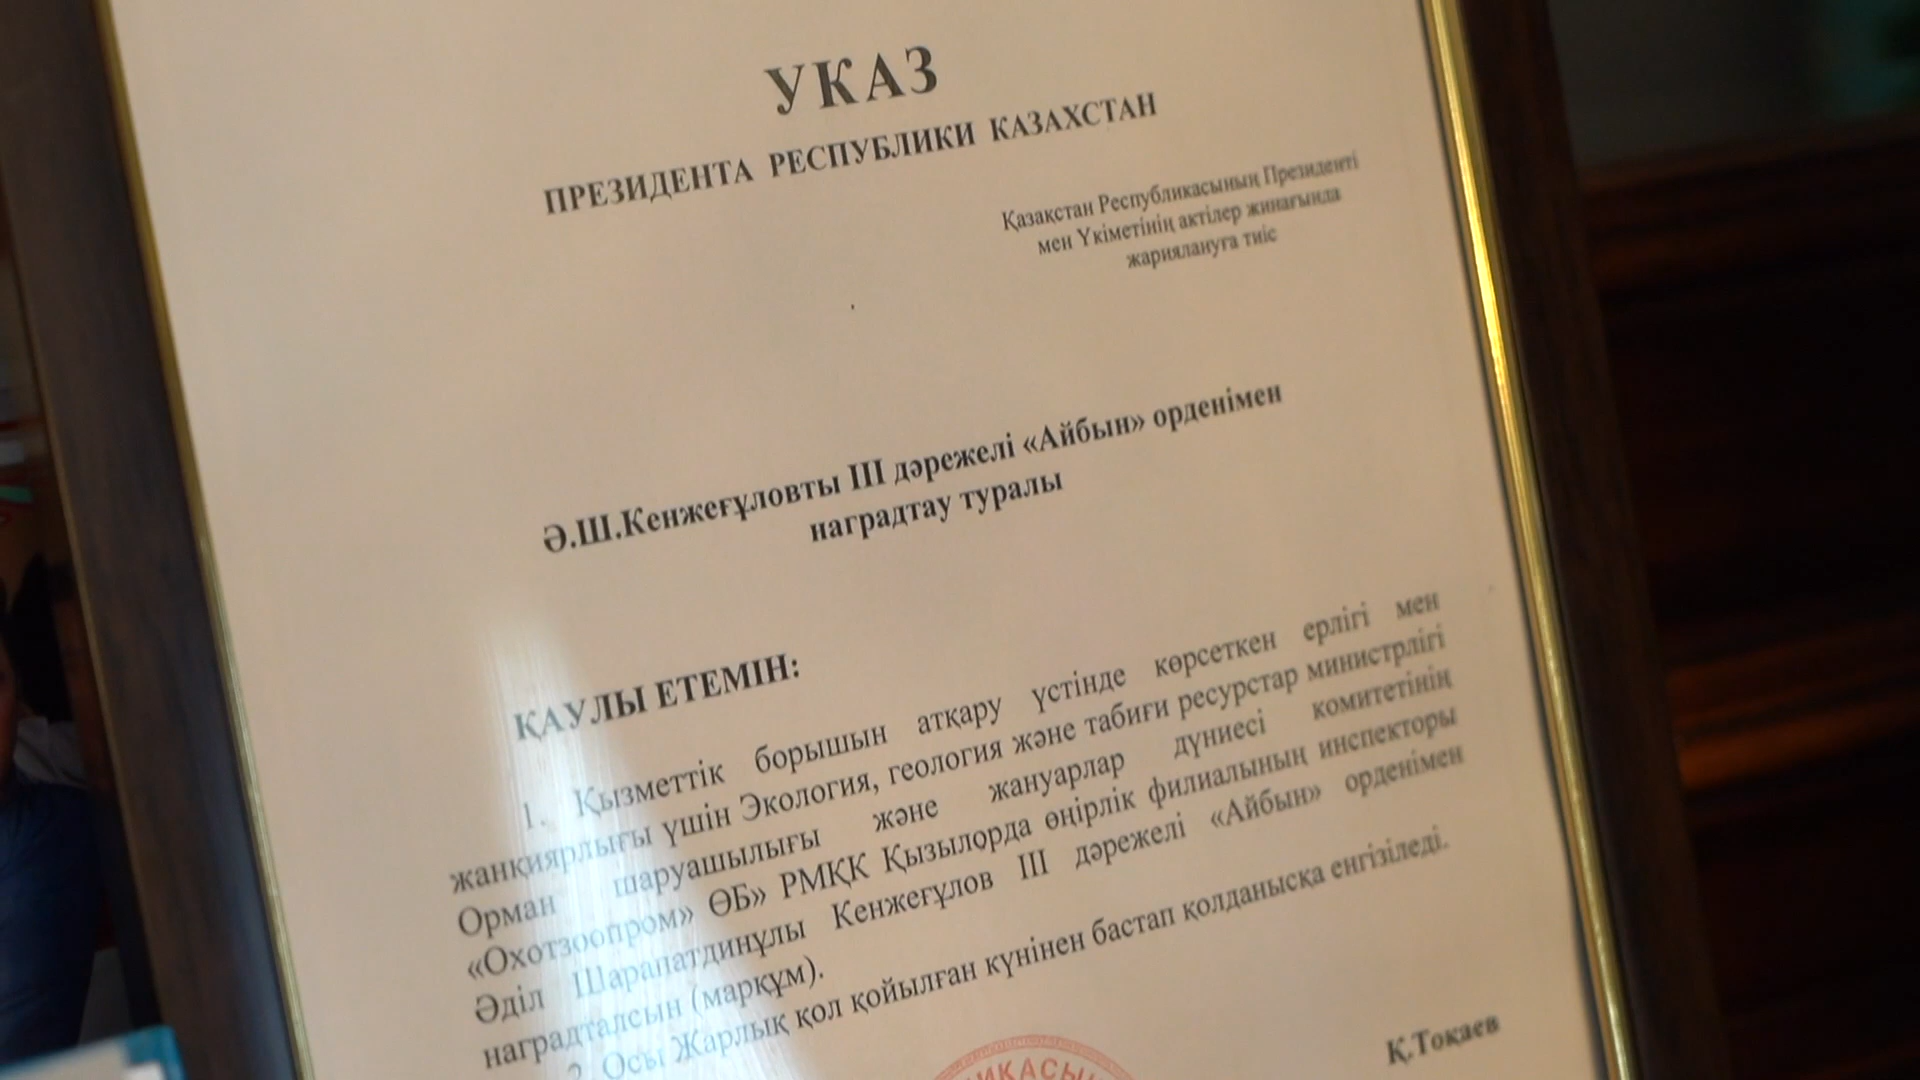 УКАЗ
ПРЕЗИДЕНТА РЕСПУБЛИКИ КАЗАХСТАН
Қазақстан Республикасының Президенті
мен Үкіметінің актілер жинағында
жариялануға тиіс
Ә.Ш.Кенжеғұловты III дәрежелі «Айбын» орденімен
наградтау туралы
ҚАУЛЫ ЕТЕМІН:
1. Қызметтік борышын атқару үстінде көрсеткен ерлігі мен
жанқиярлығы үшін Экология, геология және табиғи ресурстар министрлігі
Орман шаруашылығы және жануарлар дүниесі комитетінің
«Охотзоопром» ӨБ» РМҚК Қызылорда өңірлік филиалының инспекторы
Әділ Шарапатдинұлы Кенжеғұлов III дәрежелі «Айбын» орденімен
наградталсын (марқұм).
2. Осы Жарлық қол қойылған күнінен бастап қолданысқа енгізіледі.
Қ.Тоқаев